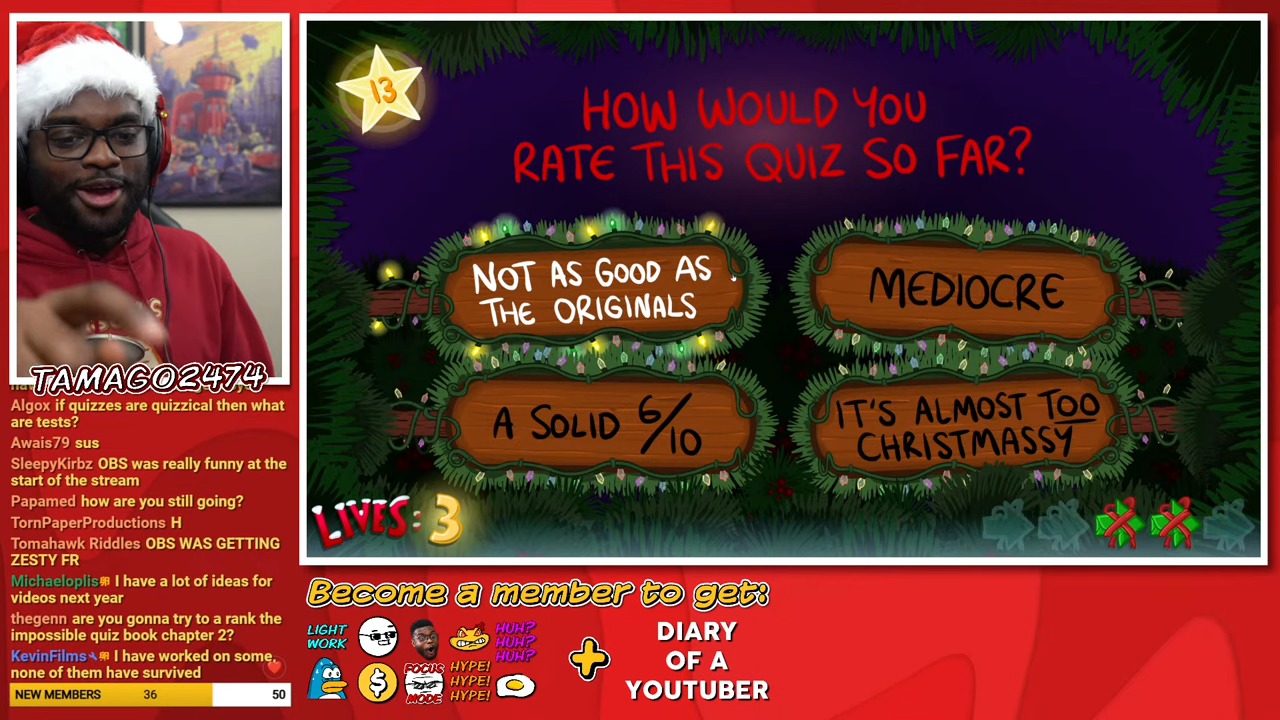 13
HOW WOULD YOU
RATE THIS QUIZ SO FAR?
NOT AS GOOD AS
THE ORIGINALS
MEDIOCRE
A SOLID 6/10
IT'S ALMOST TOO
CHRISTMASSY
LIVES: 3
TAMAGO2474
Algox if quizzes are quizzical then what
are tests?
Awais79 sus
SleepyKirbz OBS was really funny at the
start of the stream
Papamed how are you still going?
TornPaperProductions H
Tomahawk Riddles OBS WAS GETTING
ZESTY FR
Michaeloplis I have a lot of ideas for
videos next year
thegenn are you gonna try to a rank the
impossible quiz book chapter 2?
KevinFilms I have worked on some,
none of them have survived
NEW MEMBERS 36 50
Become a member to get:
LIGHT
WORK
HUH?
HUH?
HUH?
FOCUS
MODE
HYPE!
HYPE!
HYPE!
DIARY
OF A
YOUTUBER